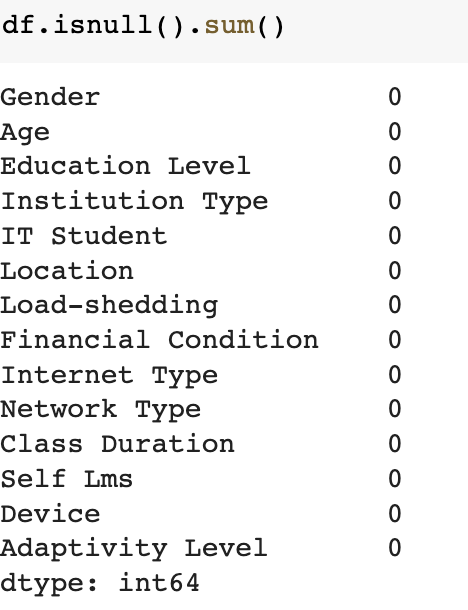 df.isnull().sum()
Gender 0
Age 0
Education Level 0
Institution Type 0
IT Student 0
Location 0
Load-shedding 0
Financial Condition 0
Internet Type 0
Network Type 0
Class Duration 0
Self Lms 0
Device 0
Adaptivity Level 0
dtype: int64